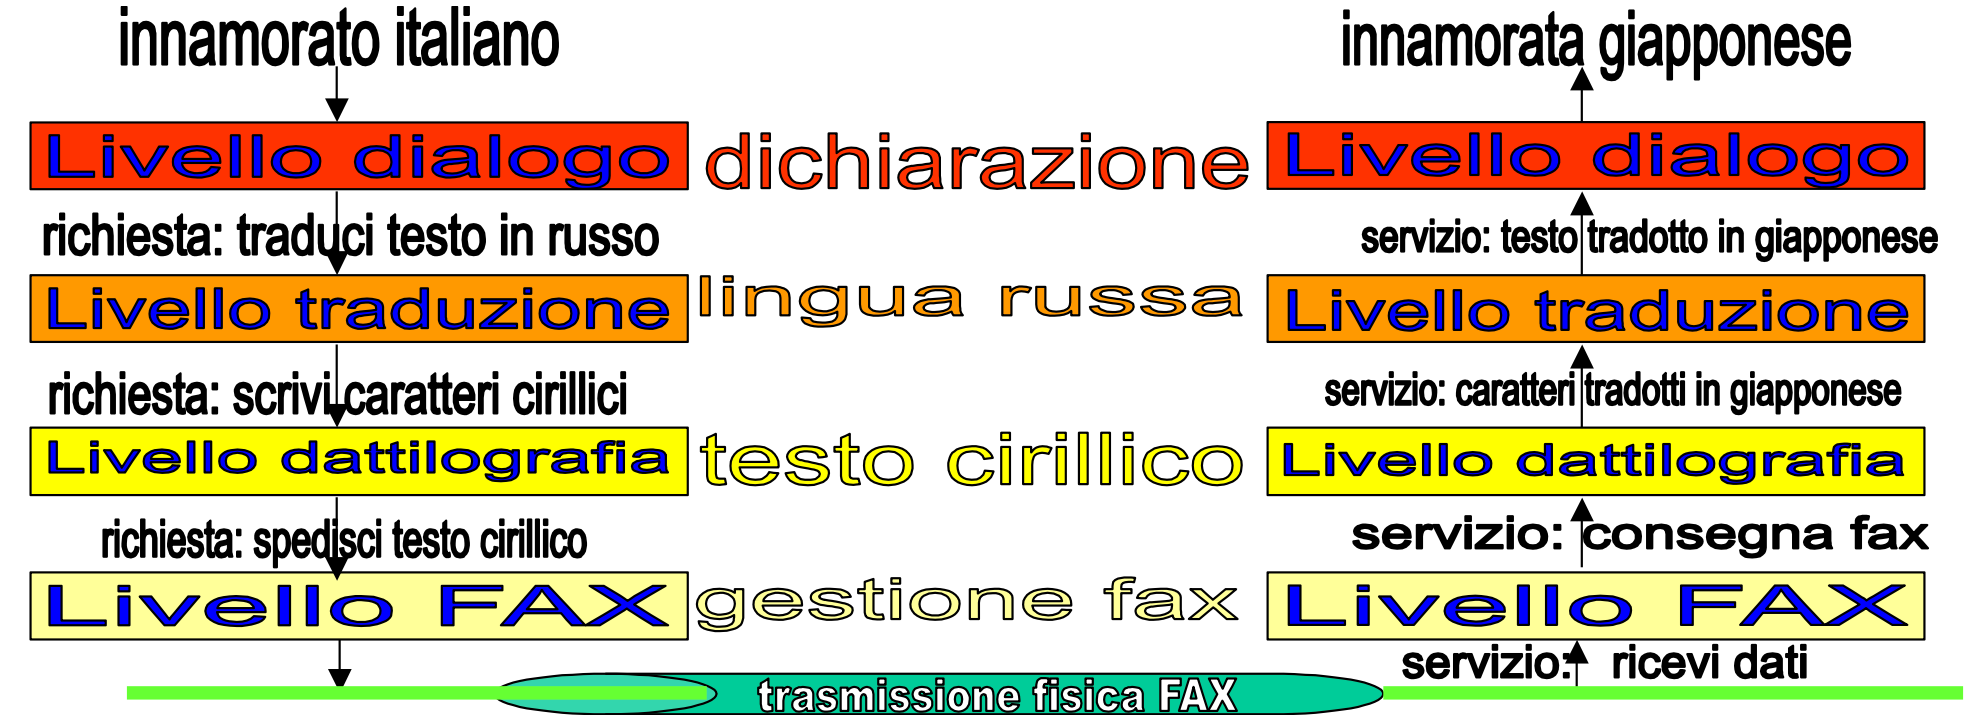 innamorato italiano
innamorata giapponese
Livello dialogo
dichiarazione
Livello dialogo
richiesta: traduci testo in russo
servizio: testo tradotto in giapponese
Livello traduzione
lingua russa
Livello traduzione
richiesta: scrivi caratteri cirillici
servizio: caratteri tradotti in giapponese
Livello dattilografia
testo cirillico
Livello dattilografia
richiesta: spedisci testo cirillico
servizio: consegna fax
Livello FAX
gestione fax
Livello FAX
servizio: ricevi dati
trasmissione fisica FAX